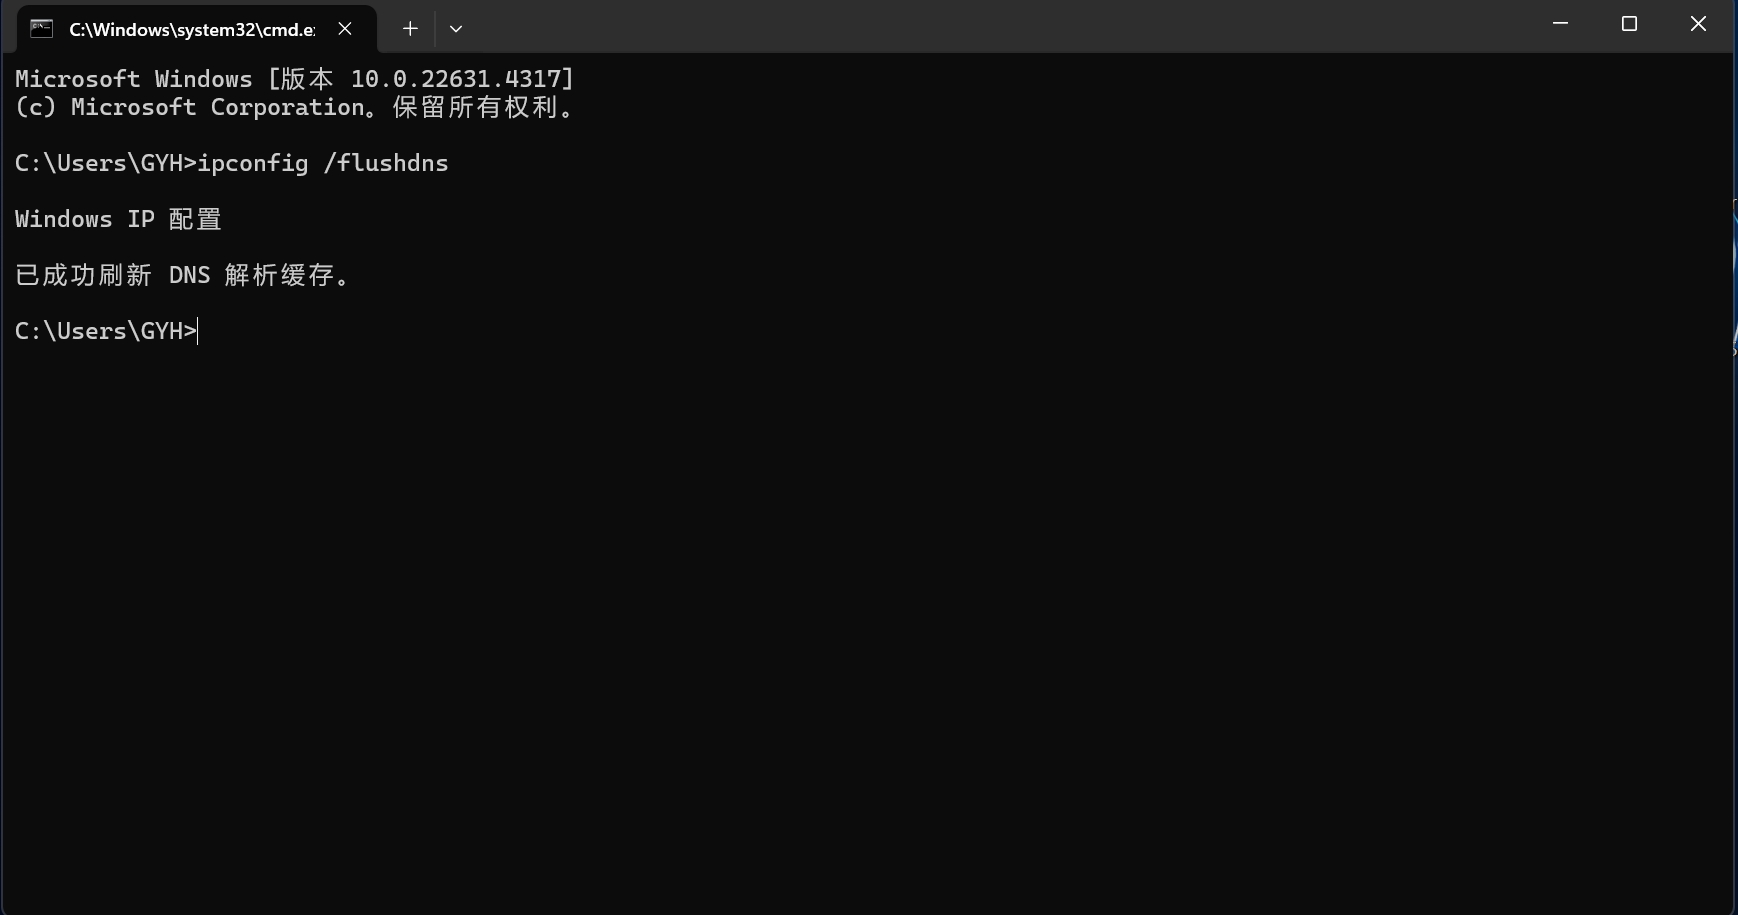 C:\Windows\system32\cmd.e
Microsoft Windows [版本 10.0.22631.4317]
(c) Microsoft Corporation。保留所有权利。
C:\Users\GYH>ipconfig /flushdns
Windows IP 配置
已成功刷新 DNS 解析缓存。
C:\Users\GYH>